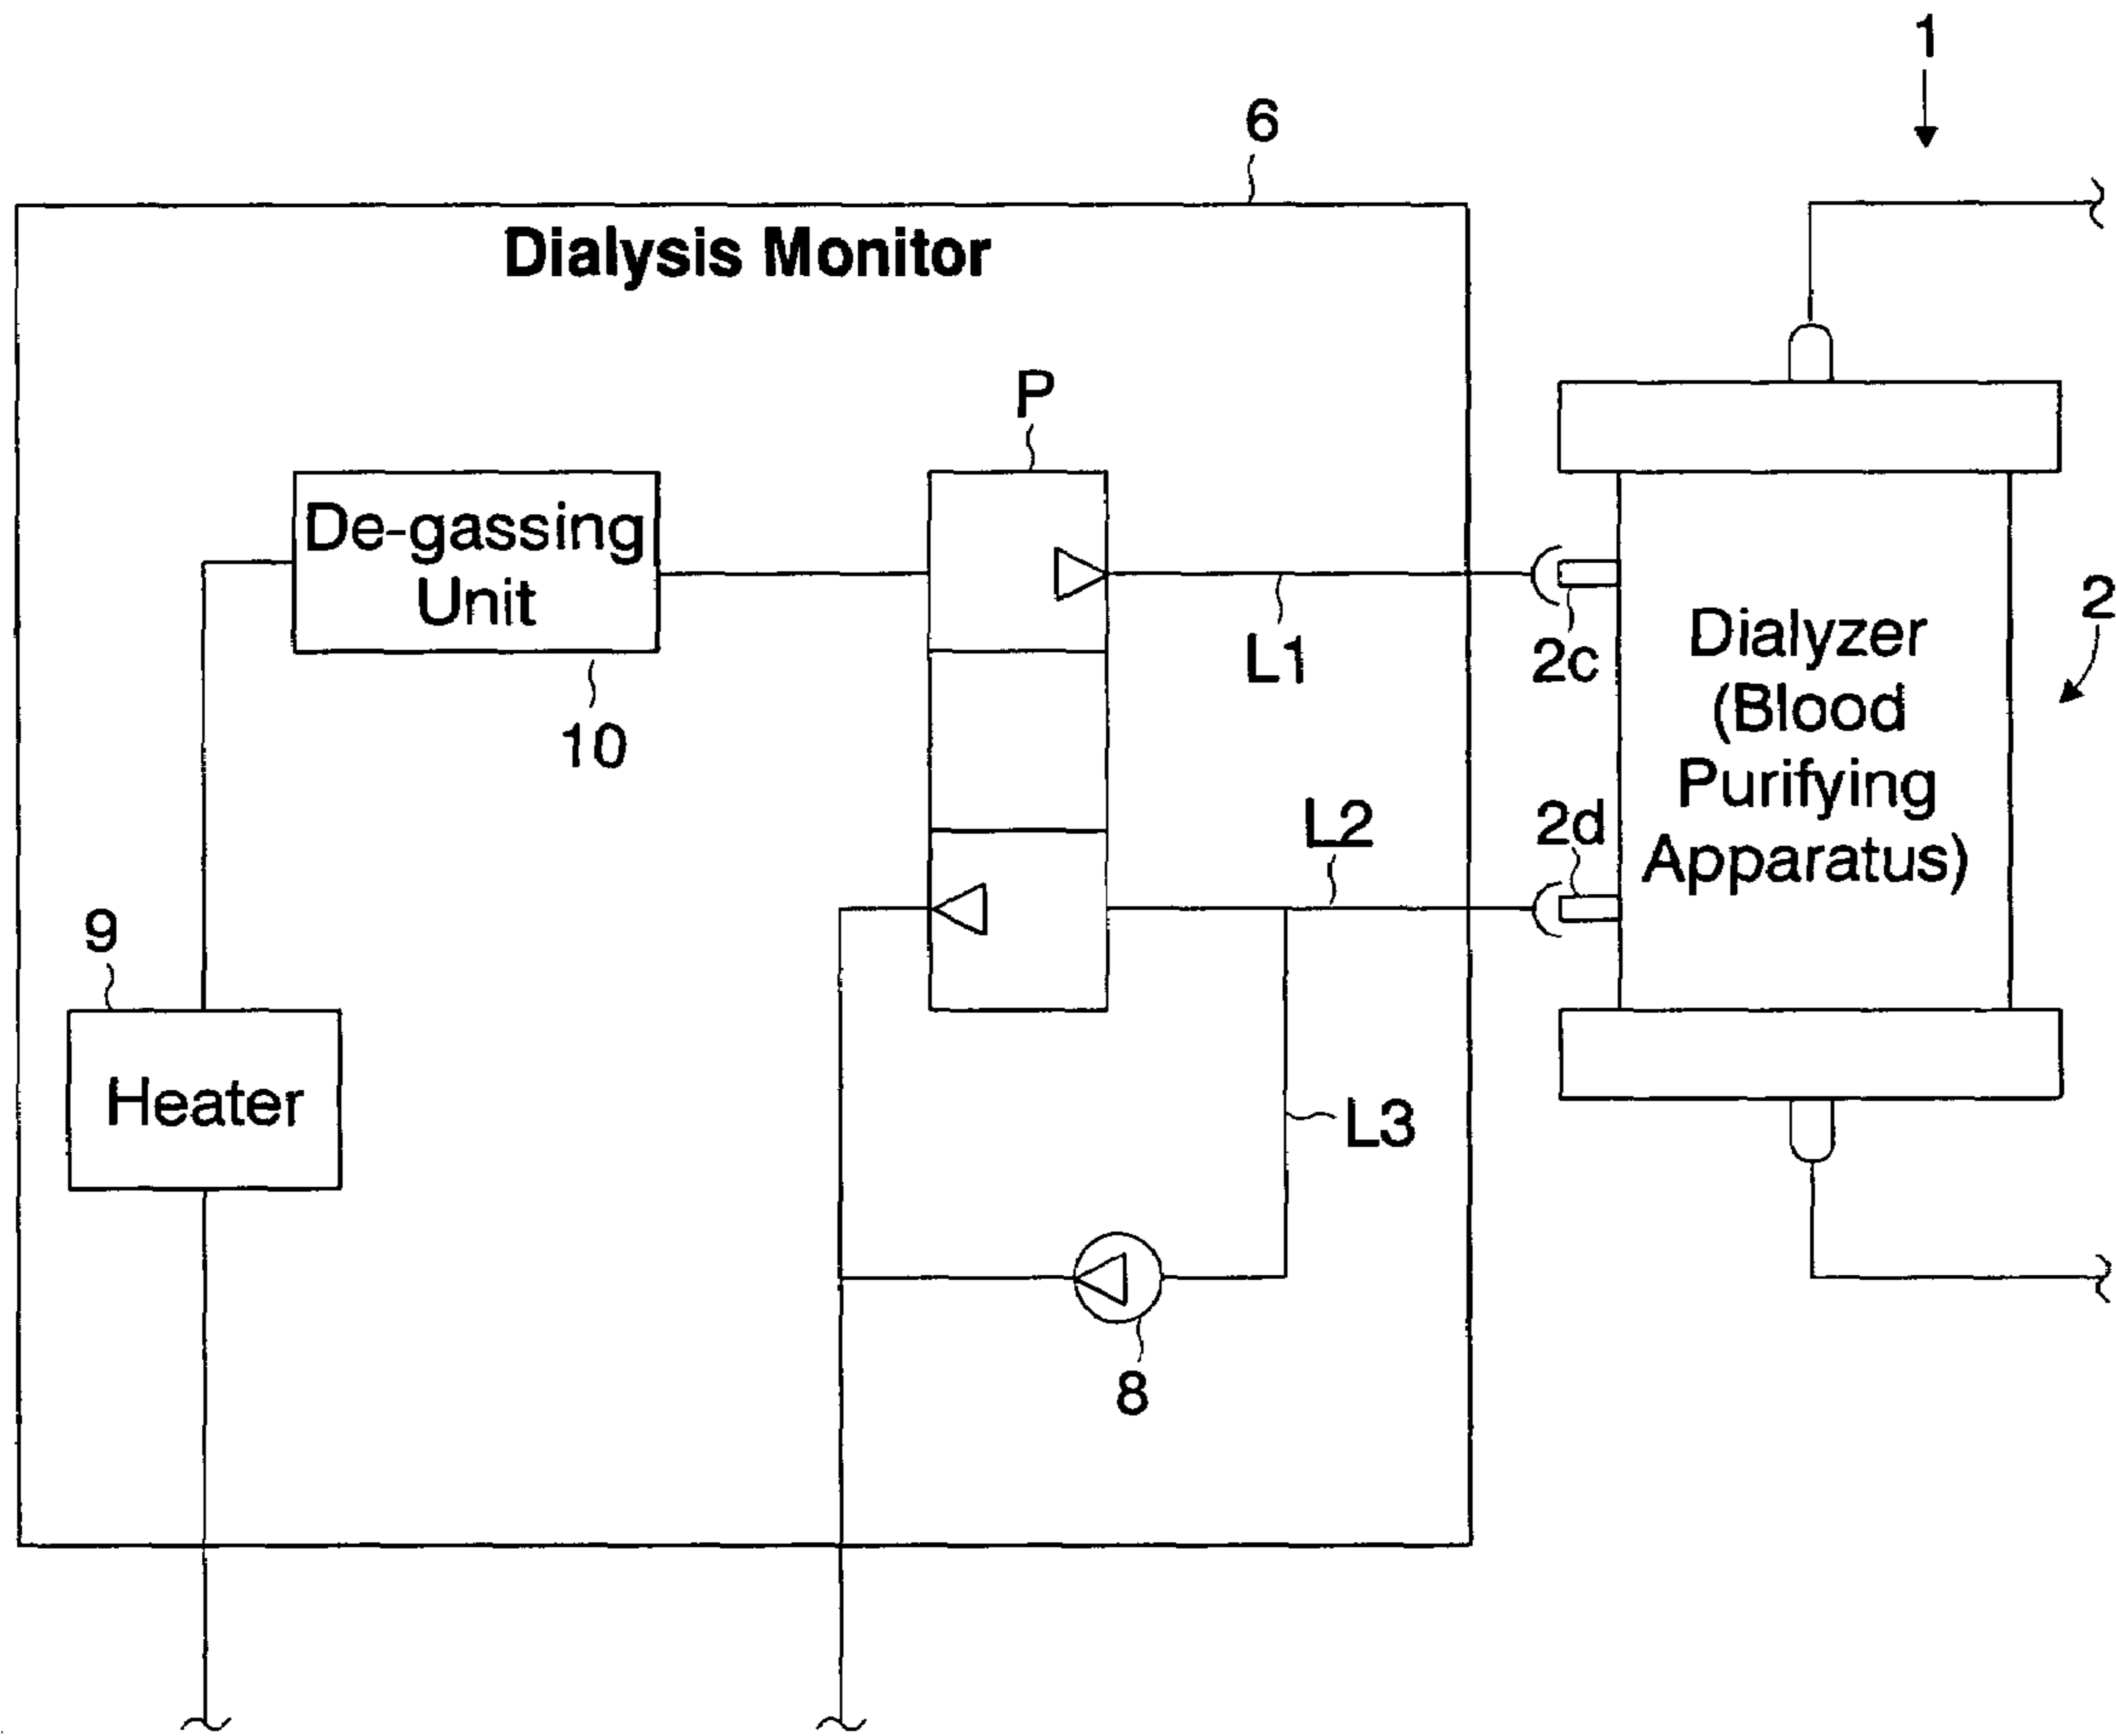 1
6
Dialysis Monitor
P
De-gassing
Unit
10
L1
2c
2
Dialyzer
(Blood
Purifying
Apparatus)
L2
2d
9
Heater
L3
8